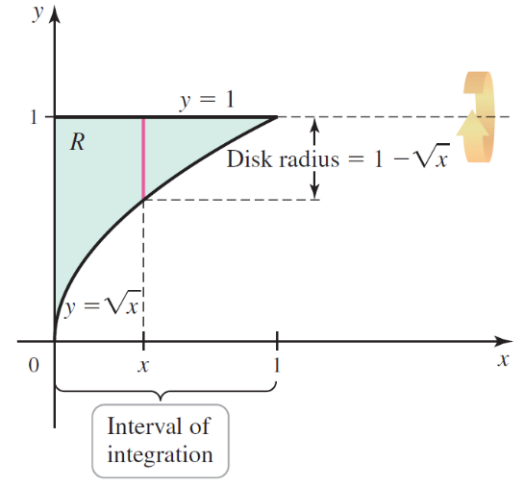 y
y = 1
1
R
Disk radius = 1 − √x
y = √x
0
x
1
x
Interval of
integration